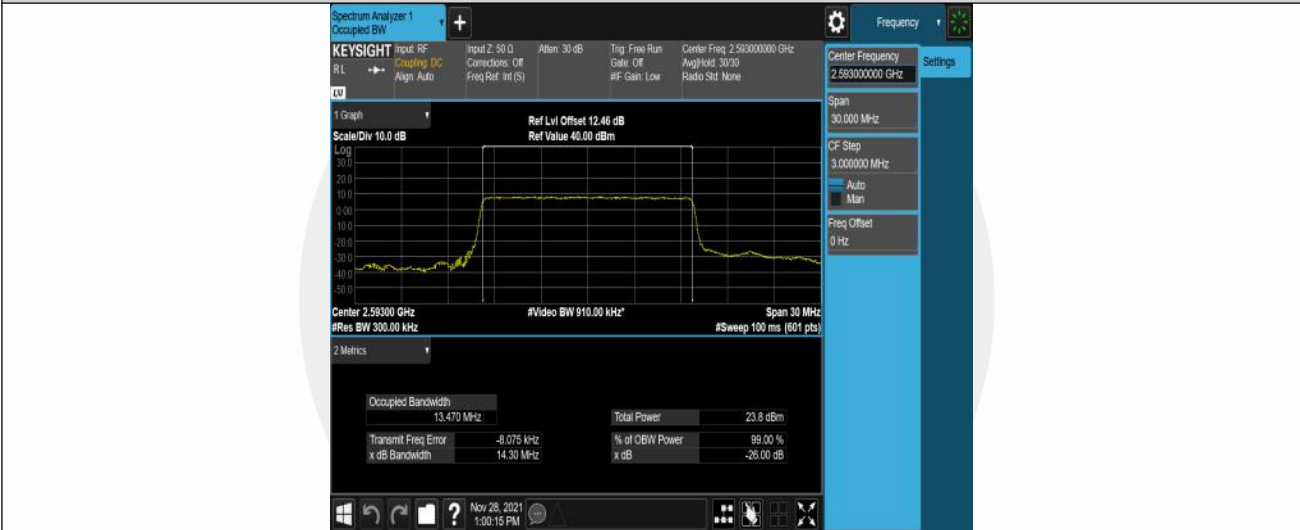 Spectrum Analyzer 1
Occupied BW
+
Frequency
KEYSIGHT
RL
LXI
Input: RF
Coupling: DC
Align: Auto
Input Z: 50 Ω
Corrections: Off
Freq Ref: Int (S)
Atten: 30 dB
Trig: Free Run
Gate: Off
#IF Gain: Low
Center Freq: 2.593000000 GHz
Avg|Hold: 30/30
Radio Std: None
Center Frequency
2.593000000 GHz
Settings
Span
30.000 MHz
CF Step
3.000000 MHz
Auto
Man
Freq Offset
0 Hz
1 Graph
Scale/Div 10.0 dB
Ref Lvl Offset 12.46 dB
Ref Value 40.00 dBm
Log
30.0
20.0
10.0
0.00
-10.0
-20.0
-30.0
-40.0
-50.0
Center 2.59300 GHz
#Video BW 910.00 kHz*
Span 30 MHz
#Res BW 300.00 kHz
#Sweep 100 ms (601 pts)
2 Metrics
Occupied Bandwidth
13.470 MHz
Total Power 23.8 dBm
Transmit Freq Error -8.075 kHz
% of OBW Power 99.00 %
x dB Bandwidth 14.30 MHz
x dB -26.00 dB
?
Nov 28, 2021
1:00:15 PM